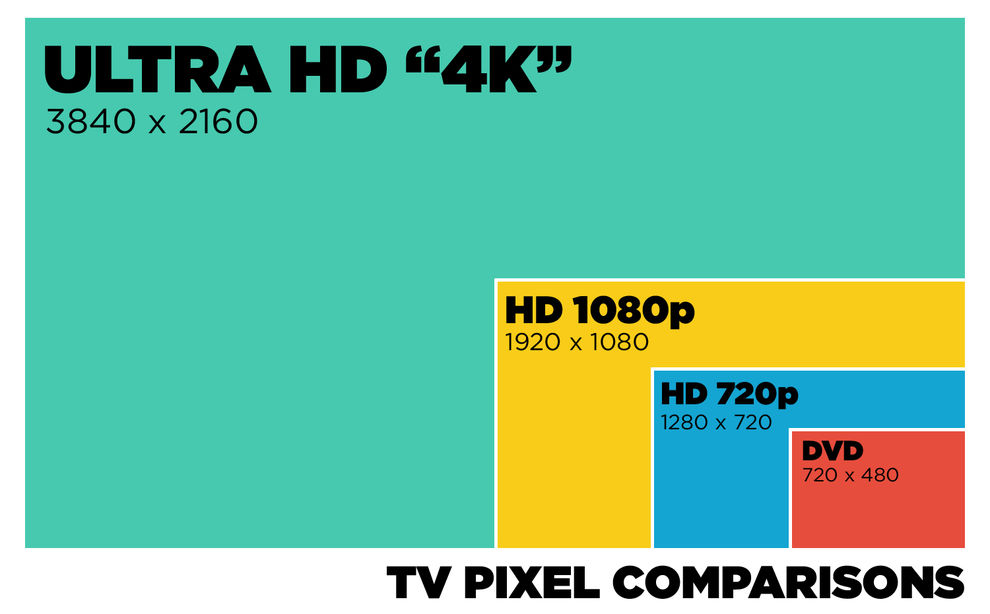 ULTRA HD “4K”
3840 x 2160
HD 1080p
1920 x 1080
HD 720p
1280 x 720
DVD
720 x 480
TV PIXEL COMPARISONS